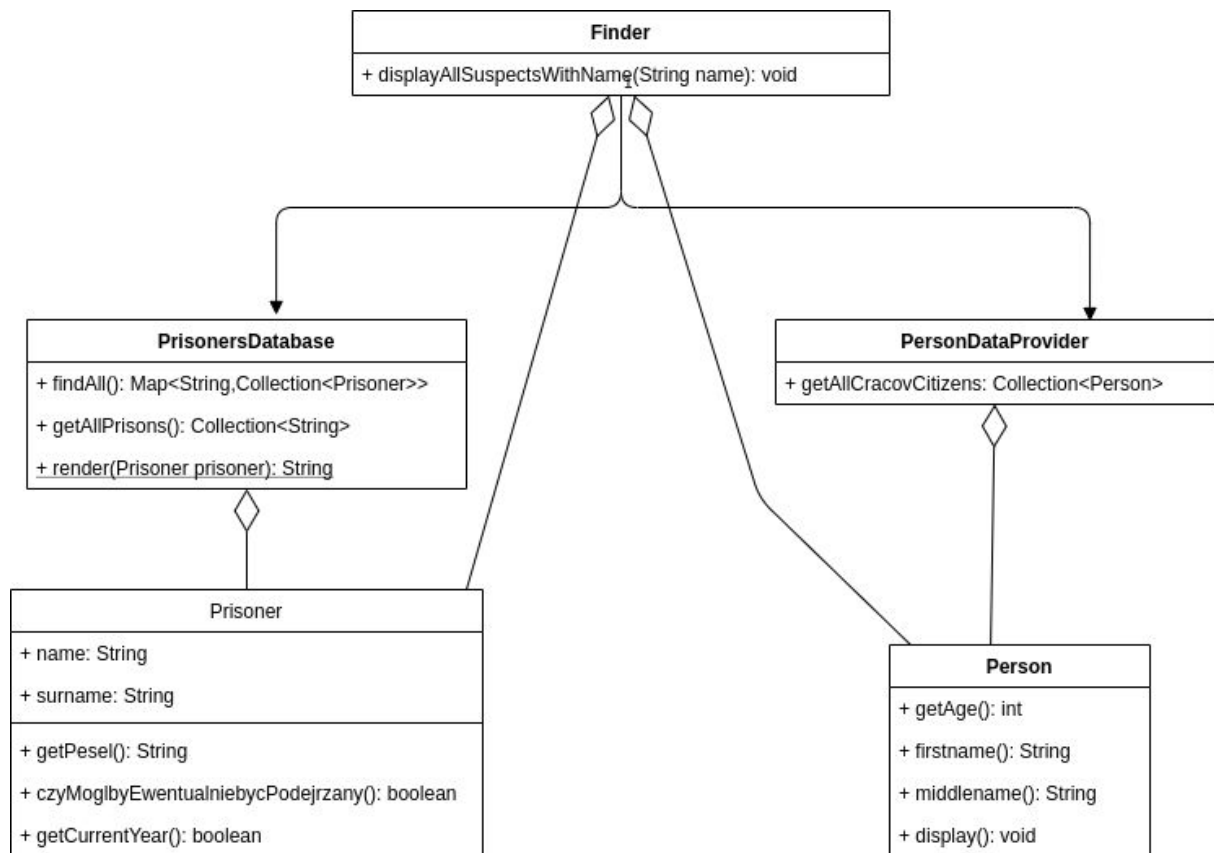 Finder
+ displayAllSuspectsWithName(String name): void
PrisonersDatabase
+ findAll(): Map<String,Collection<Prisoner>>
+ getAllPrisons(): Collection<String>
+ render(Prisoner prisoner): String
PersonDataProvider
+ getAllCracovCitizens: Collection<Person>
Prisoner
+ name: String
+ surname: String
+ getPesel(): String
+ czyMoglbyEwentualniebycPodejrzany(): boolean
+ getCurrentYear(): boolean
Person
+ getAge(): int
+ firstname(): String
+ middlename(): String
+ display(): void